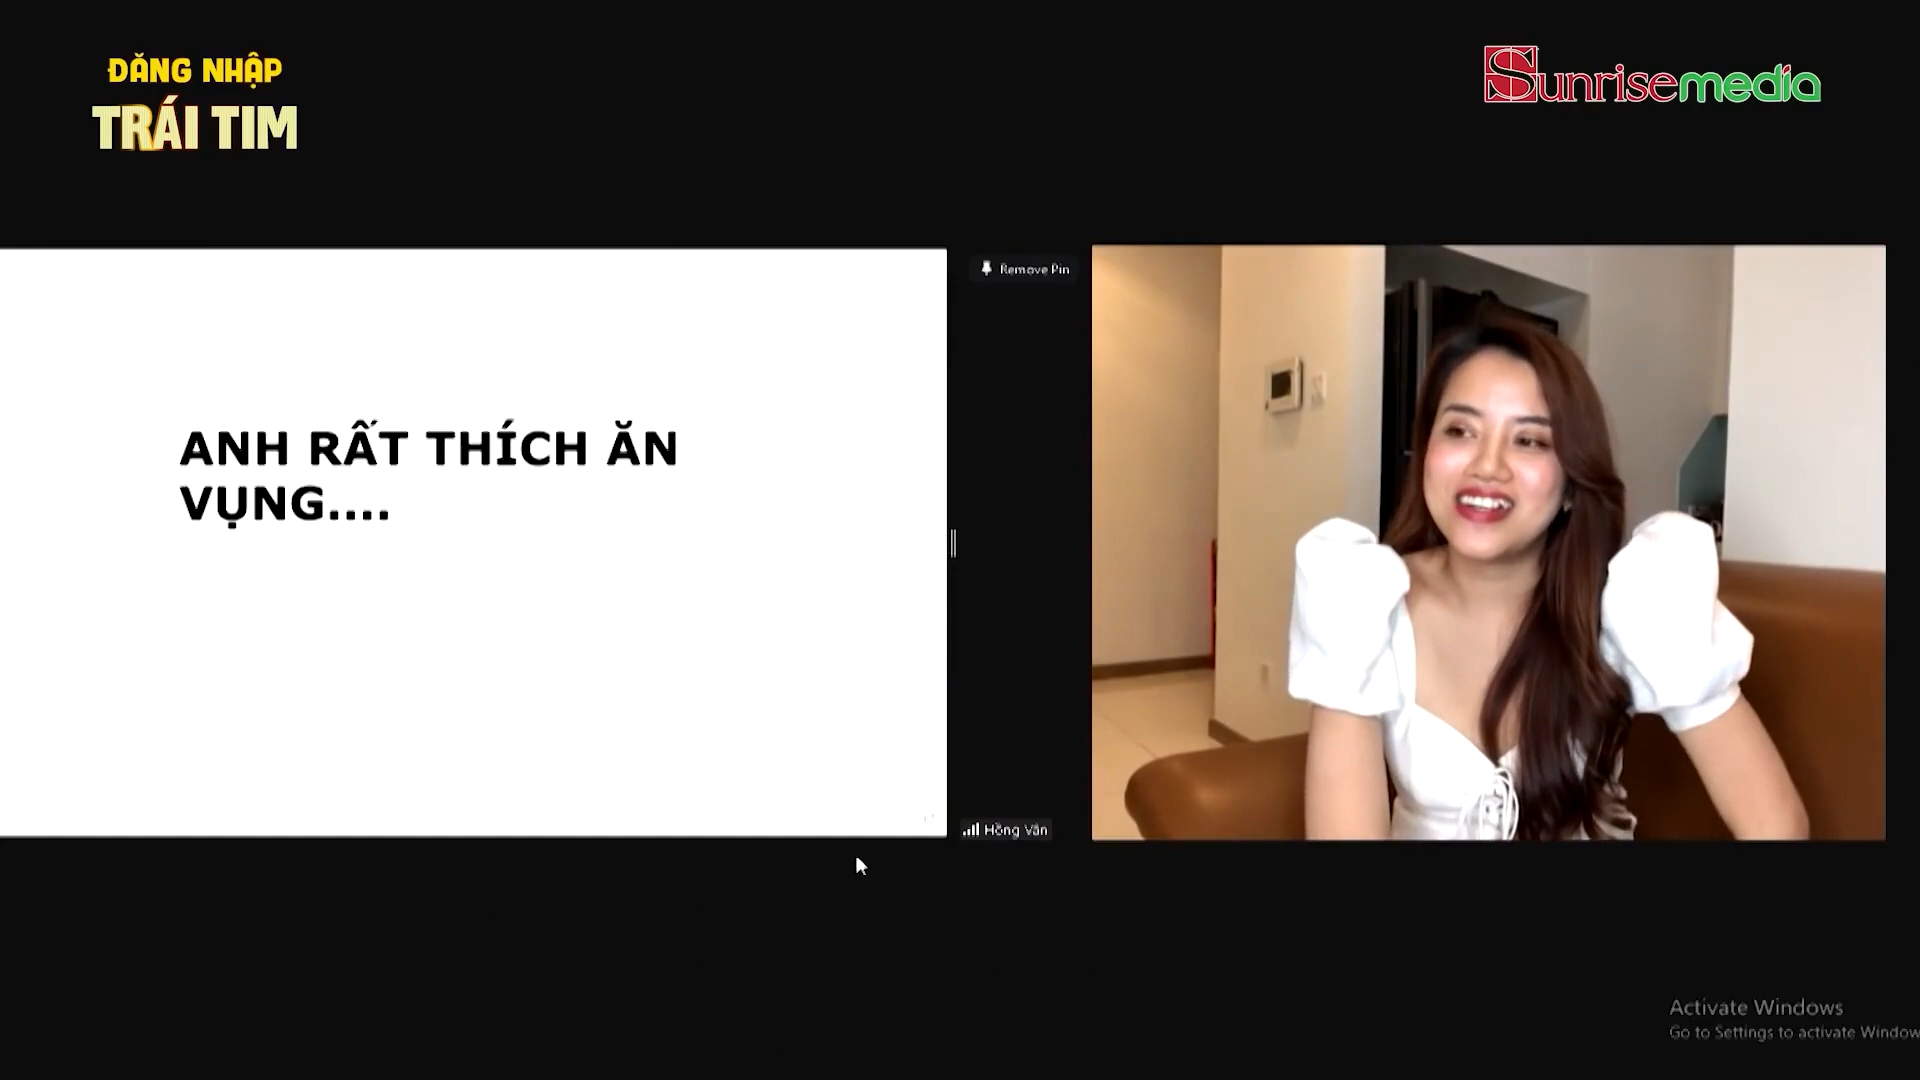 ĐĂNG NHẬP
TRÁI TIM
Sunrisemedia
Remove Pin
ANH RẤT THÍCH ĂN
VỤNG....
Hồng Vân
Activate Windows
Go to Settings to activate Window